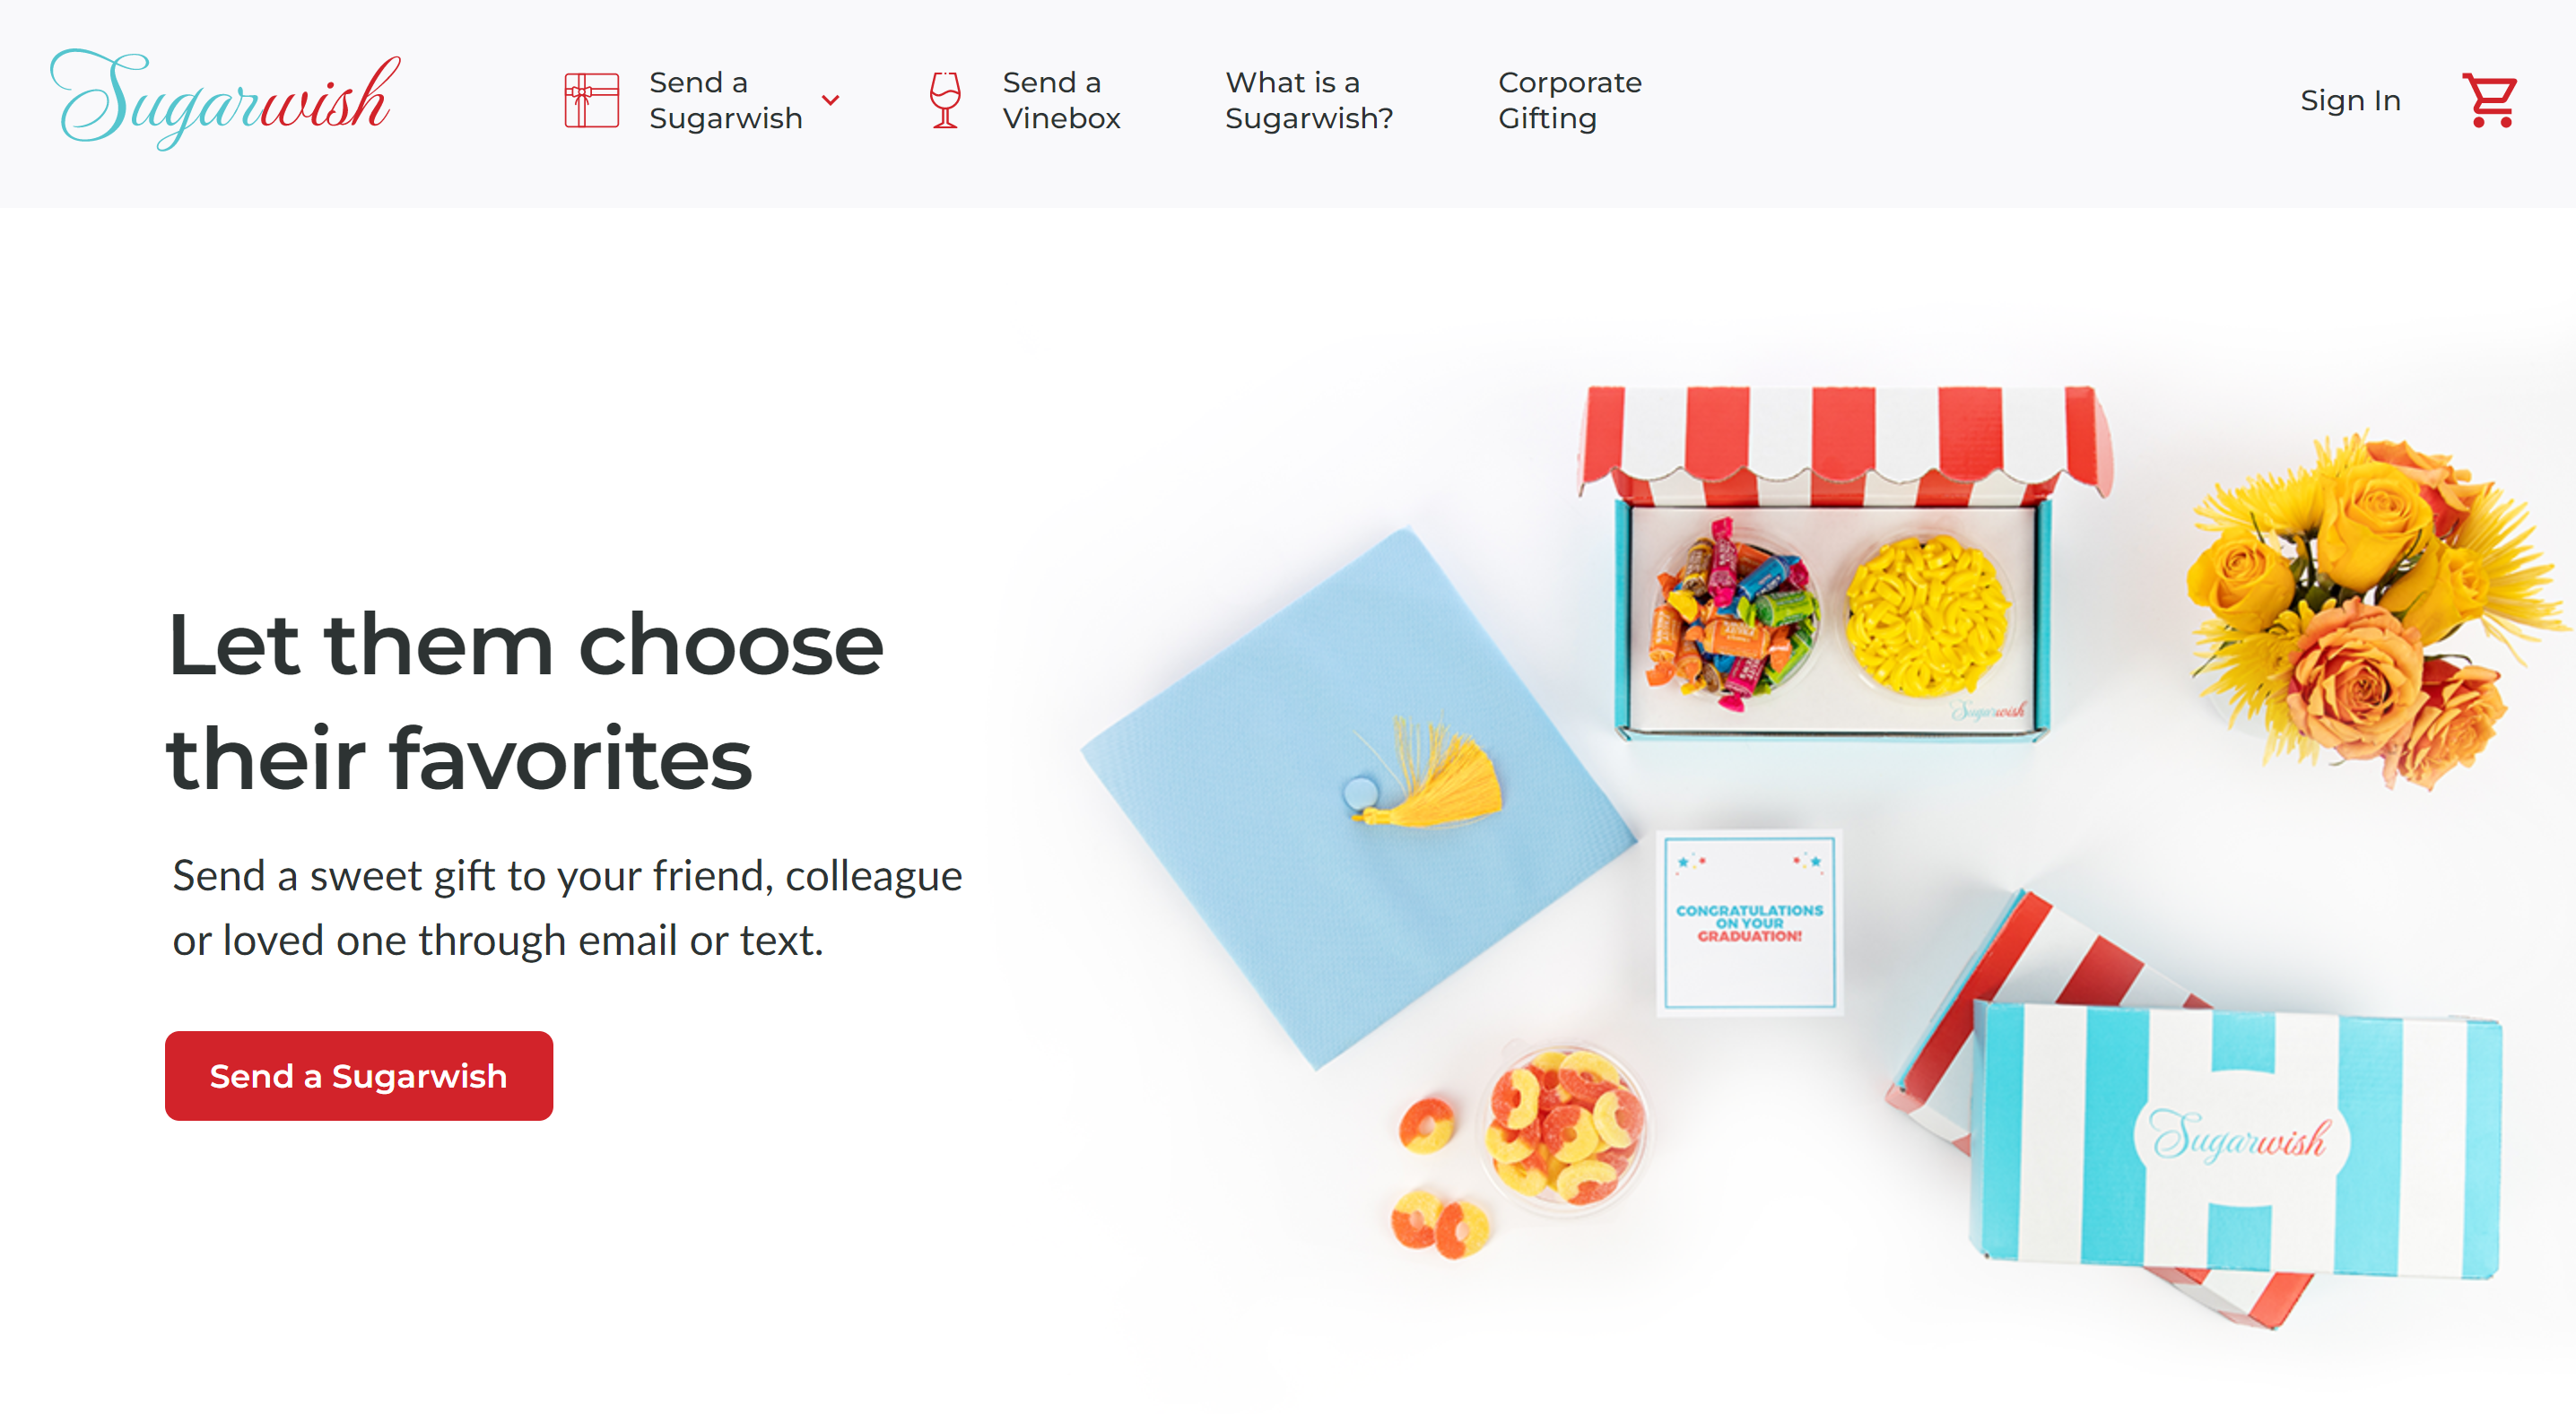 Sugarwish
Send a
Sugarwish
Send a
Vinebox
What is a
Sugarwish?
Corporate
Gifting
Sign In
Let them choose
their favorites
Send a sweet gift to your friend, colleague
or loved one through email or text.
Send a Sugarwish
Sugarwish
CONGRATULATIONS
ON YOUR
GRADUATION!
Sugarwish